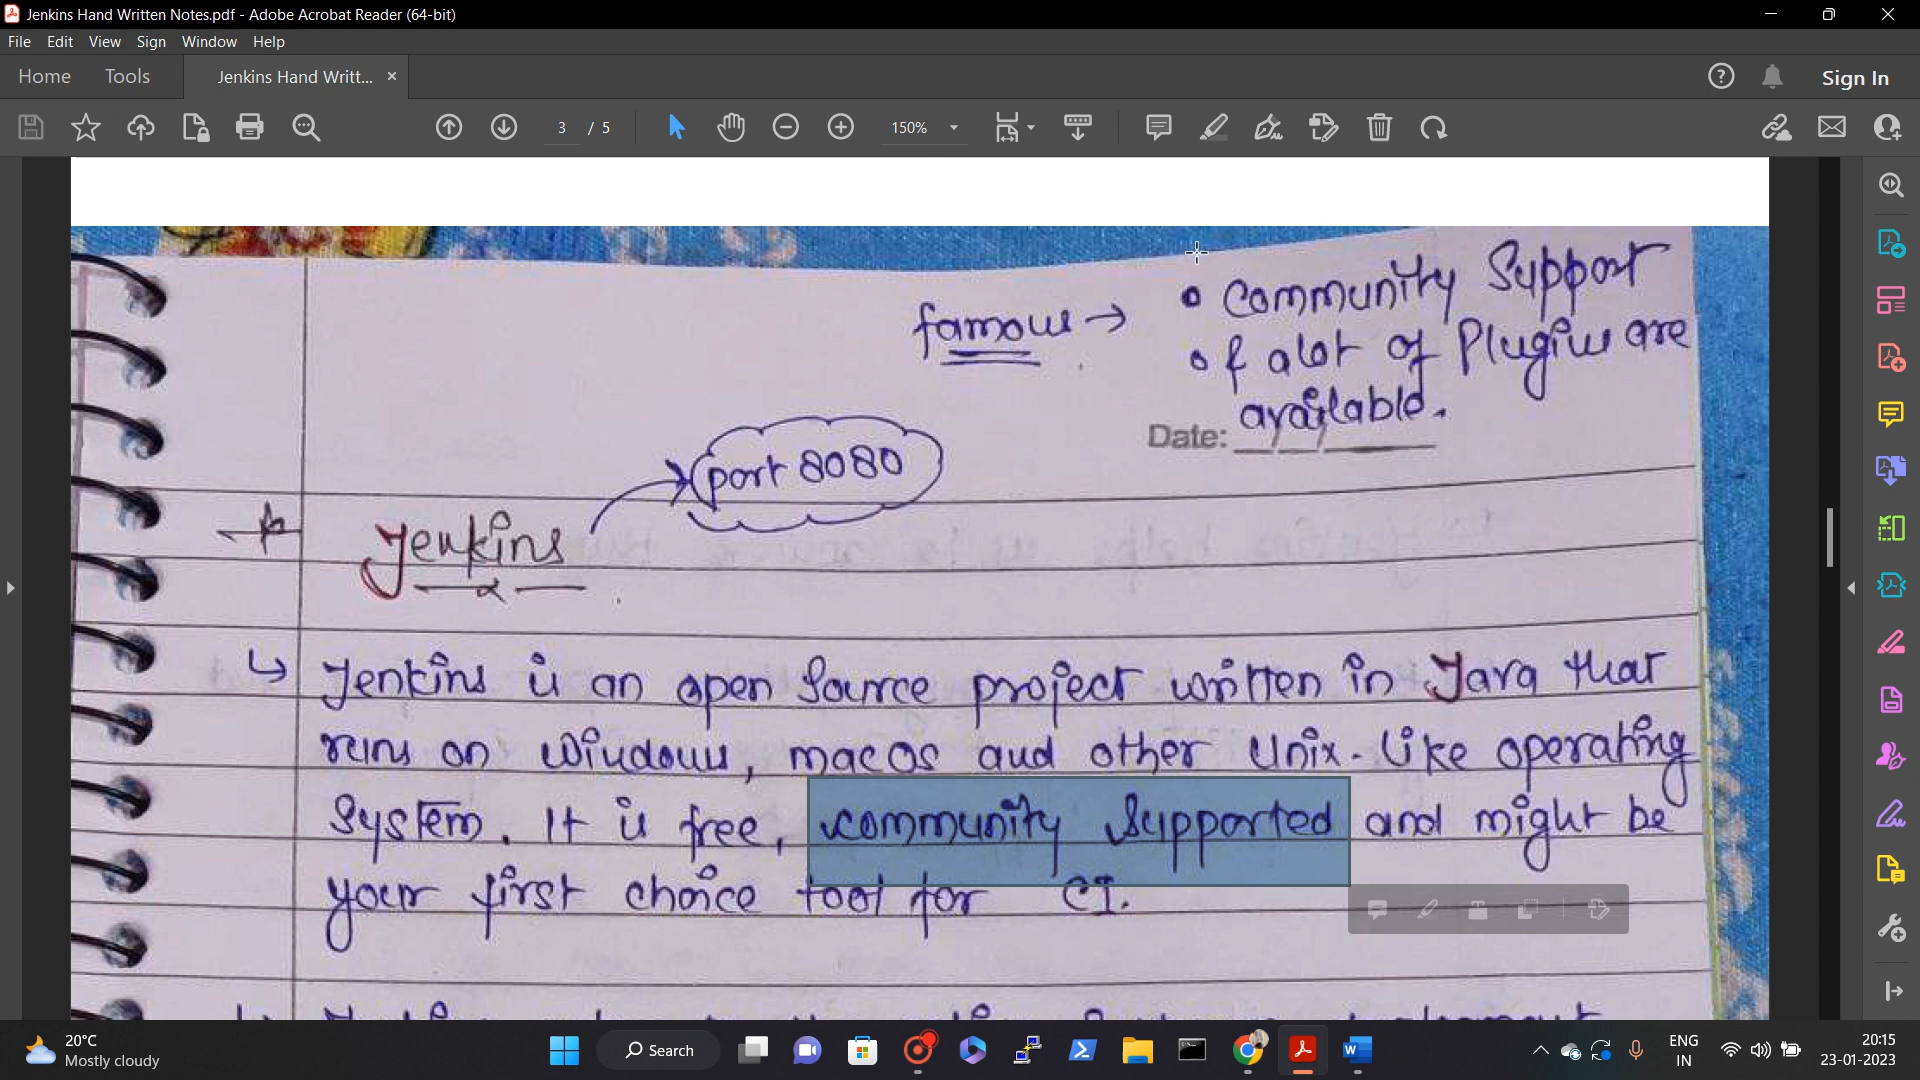 Jenkins Hand Written Notes.pdf - Adobe Acrobat Reader (64-bit)
File Edit View Sign Window Help
Home Tools Jenkins Hand Writt... ×
Sign In
3 / 5
150%
famous → • Community Support
• f a lot of Plugins are
available.
Date: __/__/____
port 8080
Jenkins
↳ Jenkins is an open source project written in Java that
runs on windows, macOS and other Unix-like operating
System. It is free, community supported and might be
your first choice tool for CI.
20°C
Mostly cloudy
Search
ENG
IN
20:15
23-01-2023